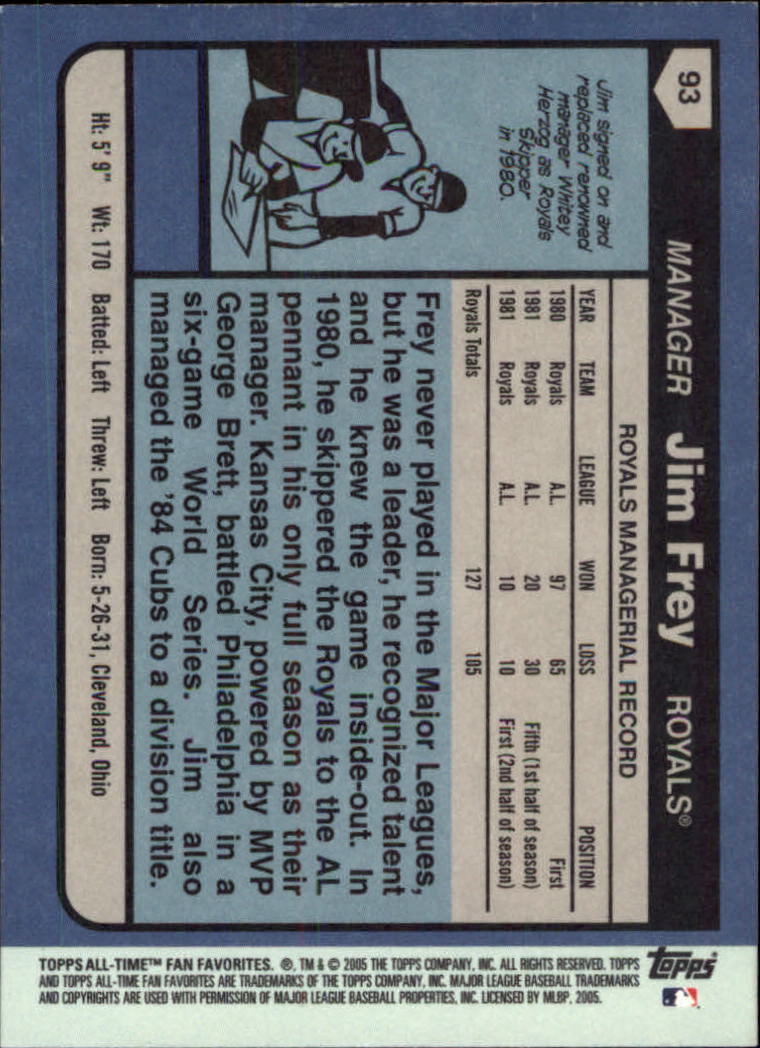 93
MANAGER Jim Frey ROYALS®
Jim signed on and
replaced renowned
manager Whitey
Herzog as Royals
Skipper
in 1980.
ROYALS MANAGERIAL RECORD
YEAR TEAM LEAGUE WON LOSS POSITION
1980 Royals A.L. 97 65 First
1981 Royals A.L. 20 30 Fifth (1st half of season)
1981 Royals A.L. 10 10 First (2nd half of season)
Royals Totals 127 105
Frey never played in the Major Leagues,
but he was a leader, he recognized talent
and he knew the game inside-out. In
1980, he skippered the Royals to the AL
pennant in his only full season as their
manager. Kansas City, powered by MVP
George Brett, battled Philadelphia in a
six-game World Series. Jim also
managed the '84 Cubs to a division title.
Ht: 5' 9" Wt: 170 Batted: Left Threw: Left Born: 5-26-31, Cleveland, Ohio
TOPPS ALL-TIME™ FAN FAVORITES. ®, TM & © 2005 THE TOPPS COMPANY, INC. ALL RIGHTS RESERVED. TOPPS
AND TOPPS ALL-TIME FAN FAVORITES ARE TRADEMARKS OF THE TOPPS COMPANY, INC. MAJOR LEAGUE BASEBALL TRADEMARKS
AND COPYRIGHTS ARE USED WITH PERMISSION OF MAJOR LEAGUE BASEBALL PROPERTIES, INC. LICENSED BY MLBP, 2005.
topps